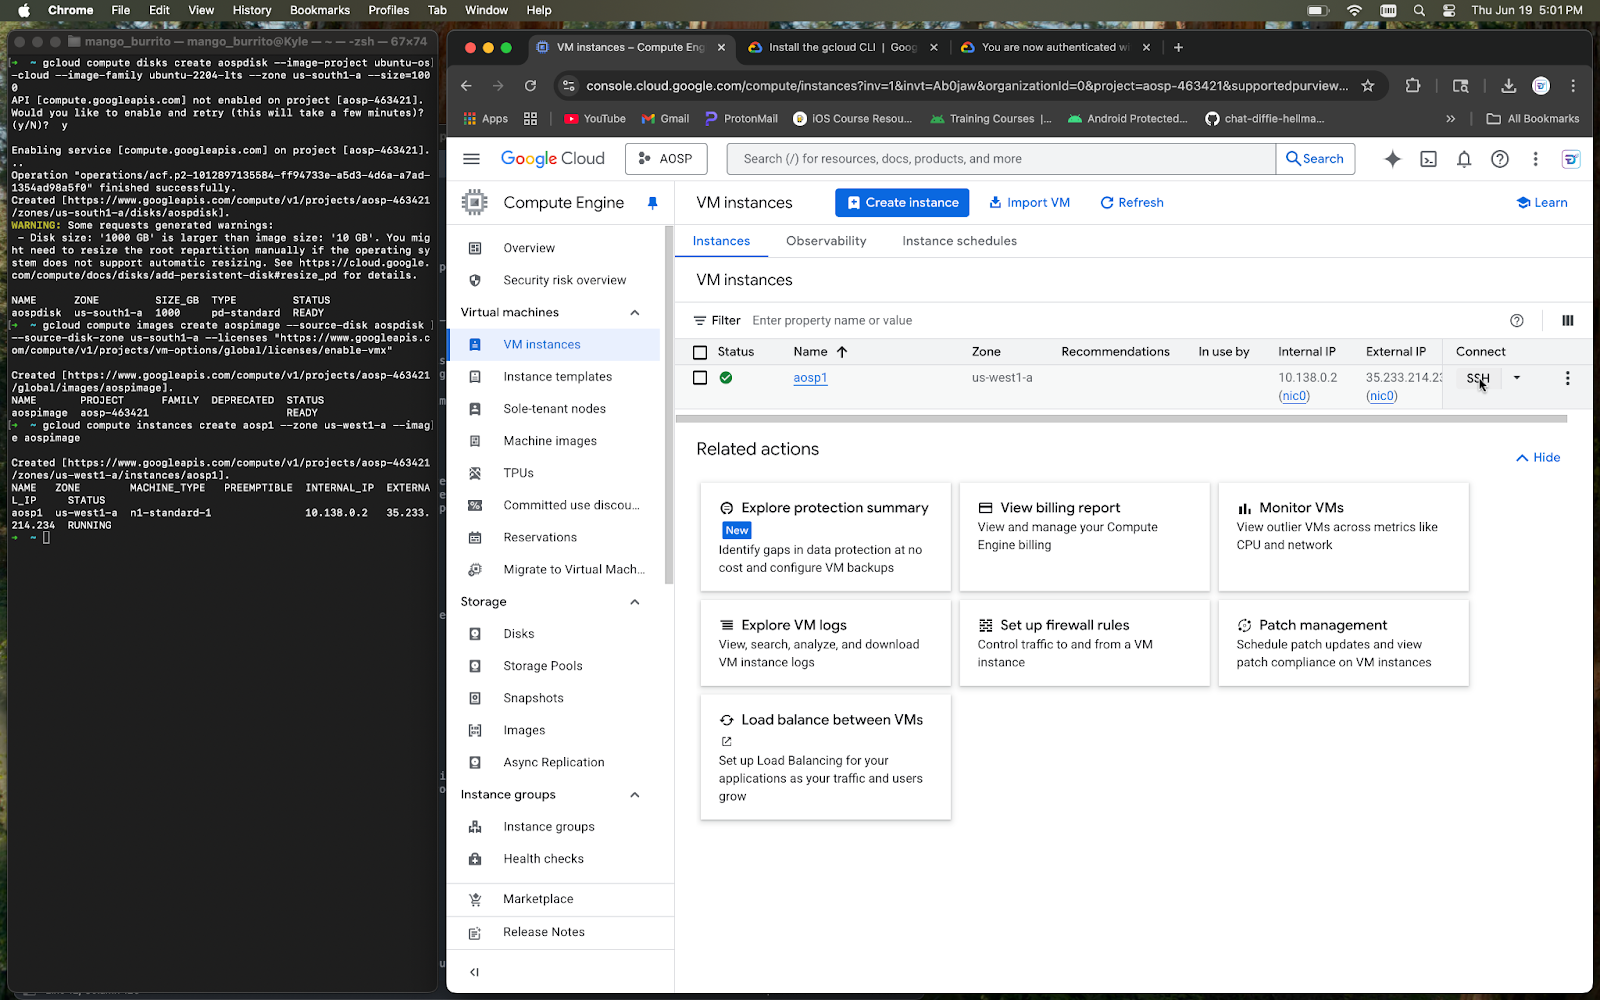 Chrome File Edit View History Bookmarks Profiles Tab Window Help Thu Jun 19 5:01 PM
mango_burrito — mango_burrito@Kyle — ~ — -zsh — 67×74
~ gcloud compute disks create aospdisk --image-project ubuntu-os
-cloud --image-family ubuntu-2204-lts --zone us-south1-a --size=100
0
API [compute.googleapis.com] not enabled on project [aosp-463421].
Would you like to enable and retry (this will take a few minutes)?
(y/N)? y
Enabling service [compute.googleapis.com] on project [aosp-463421].
..
Operation "operations/acf.p2-1012897135584-ff94733e-a5d3-4d6a-a7ad-
1354ad98a5f0" finished successfully.
Created [https://www.googleapis.com/compute/v1/projects/aosp-463421
/zones/us-south1-a/disks/aospdisk].
WARNING: Some requests generated warnings:
- Disk size: '1000 GB' is larger than image size: '10 GB'. You mig
ht need to resize the root repartition manually if the operating sy
stem does not support automatic resizing. See https://cloud.google.
com/compute/docs/disks/add-persistent-disk#resize_pd for details.
NAME ZONE SIZE_GB TYPE STATUS
aospdisk us-south1-a 1000 pd-standard READY
~ gcloud compute images create aospimage --source-disk aospdisk
--source-disk-zone us-south1-a --licenses "https://www.googleapis.c
om/compute/v1/projects/vm-options/global/licenses/enable-vmx"
Created [https://www.googleapis.com/compute/v1/projects/aosp-463421
/global/images/aospimage].
NAME PROJECT FAMILY DEPRECATED STATUS
aospimage aosp-463421 READY
~ gcloud compute instances create aosp1 --zone us-west1-a --imag
e aospimage
Created [https://www.googleapis.com/compute/v1/projects/aosp-463421
/zones/us-west1-a/instances/aosp1].
NAME ZONE MACHINE_TYPE PREEMPTIBLE INTERNAL_IP EXTERNA
L_IP STATUS
aosp1 us-west1-a n1-standard-1 10.138.0.2 35.233.
214.234 RUNNING
~
VM instances – Compute Eng
Install the gcloud CLI | Goog
You are now authenticated wi
console.cloud.google.com/compute/instances?inv=1&invt=Ab0jaw&organizationId=0&project=aosp-463421&supportedpurview...
Apps YouTube Gmail ProtonMail iOS Course Resou... Training Courses |... Android Protected... chat-diffie-hellma... » All Bookmarks
Google Cloud AOSP Search (/) for resources, docs, products, and more Search
Compute Engine
Overview
Security risk overview
Virtual machines
VM instances
Instance templates
Sole-tenant nodes
Machine images
TPUs
Committed use discou...
Reservations
Migrate to Virtual Mach...
Storage
Disks
Storage Pools
Snapshots
Images
Async Replication
Instance groups
Instance groups
Health checks
Marketplace
Release Notes
VM instances Create instance Import VM Refresh Learn
Instances Observability Instance schedules
VM instances
Filter Enter property name or value
Status Name Zone Recommendations In use by Internal IP External IP Connect
aosp1 us-west1-a 10.138.0.2 35.233.214.23 SSH
(nic0) (nic0)
Related actions
Hide
Explore protection summary
New
Identify gaps in data protection at no
cost and configure VM backups
View billing report
View and manage your Compute
Engine billing
Monitor VMs
View outlier VMs across metrics like
CPU and network
Explore VM logs
View, search, analyze, and download
VM instance logs
Set up firewall rules
Control traffic to and from a VM
instance
Patch management
Schedule patch updates and view
patch compliance on VM instances
Load balance between VMs
Set up Load Balancing for your
applications as your traffic and users
grow